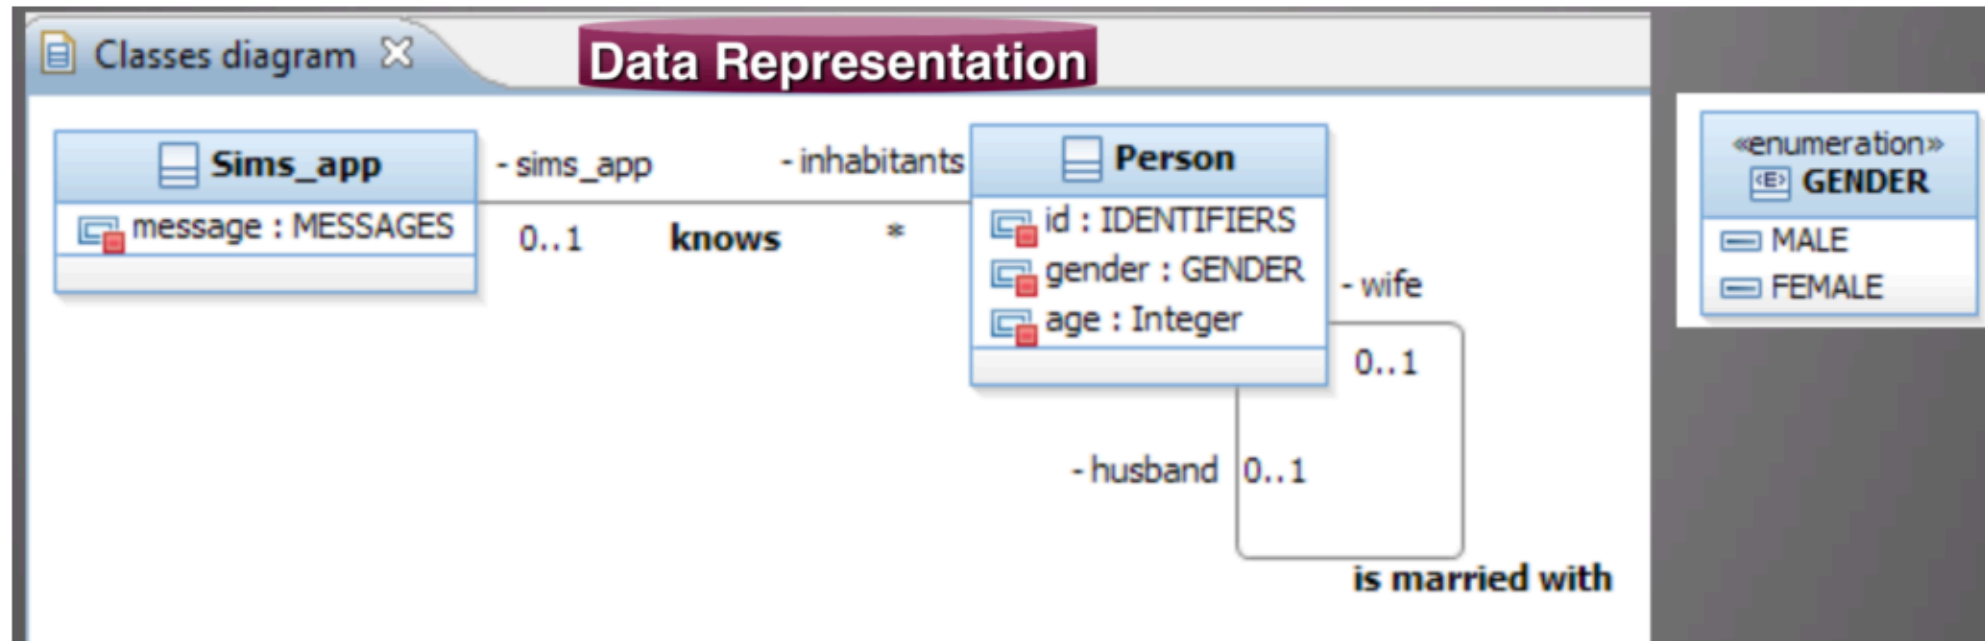 Classes diagram
Data Representation
Sims_app
message : MESSAGES
- sims_app
0..1
knows
- inhabitants
*
Person
id : IDENTIFIERS
gender : GENDER
age : Integer
- wife
0..1
- husband
0..1
is married with
«enumeration»
<E> GENDER
MALE
FEMALE